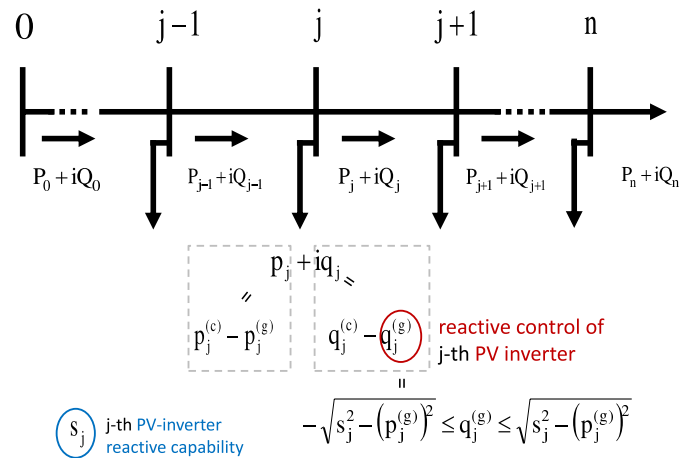 0 j−1 j j+1 n
P₀ + iQ₀ Pⱼ₋₁ + iQⱼ₋₁ Pⱼ + iQⱼ Pⱼ₊₁ + iQⱼ₊₁ Pₙ + iQₙ
pⱼ + iqⱼ
= =
pⱼ^(c) − pⱼ^(g) qⱼ^(c) − qⱼ^(g) reactive control of
j-th PV inverter
=
sⱼ j-th PV-inverter −√(sⱼ² − (pⱼ^(g))²) ≤ qⱼ^(g) ≤ √(sⱼ² − (pⱼ^(g))²)
reactive capability